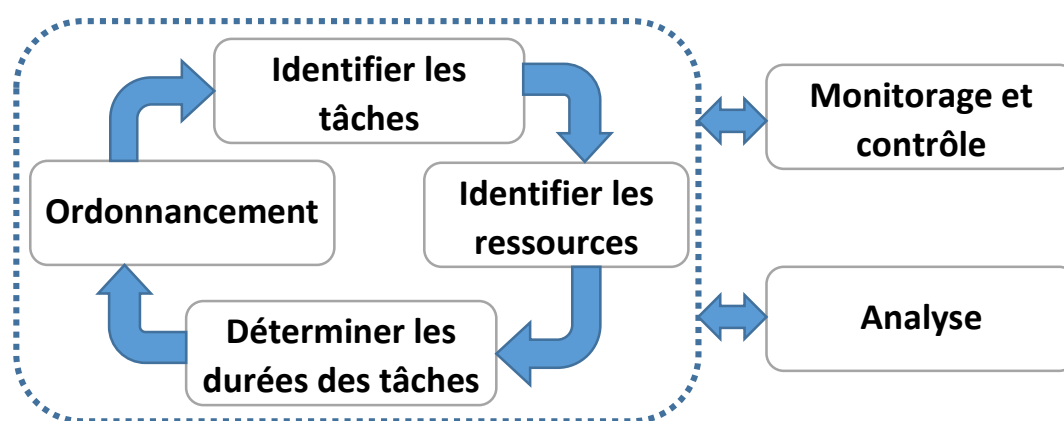 Identifier les
tâches
Monitorage et
contrôle
Ordonnancement
Identifier les
ressources
Déterminer les
durées des tâches
Analyse